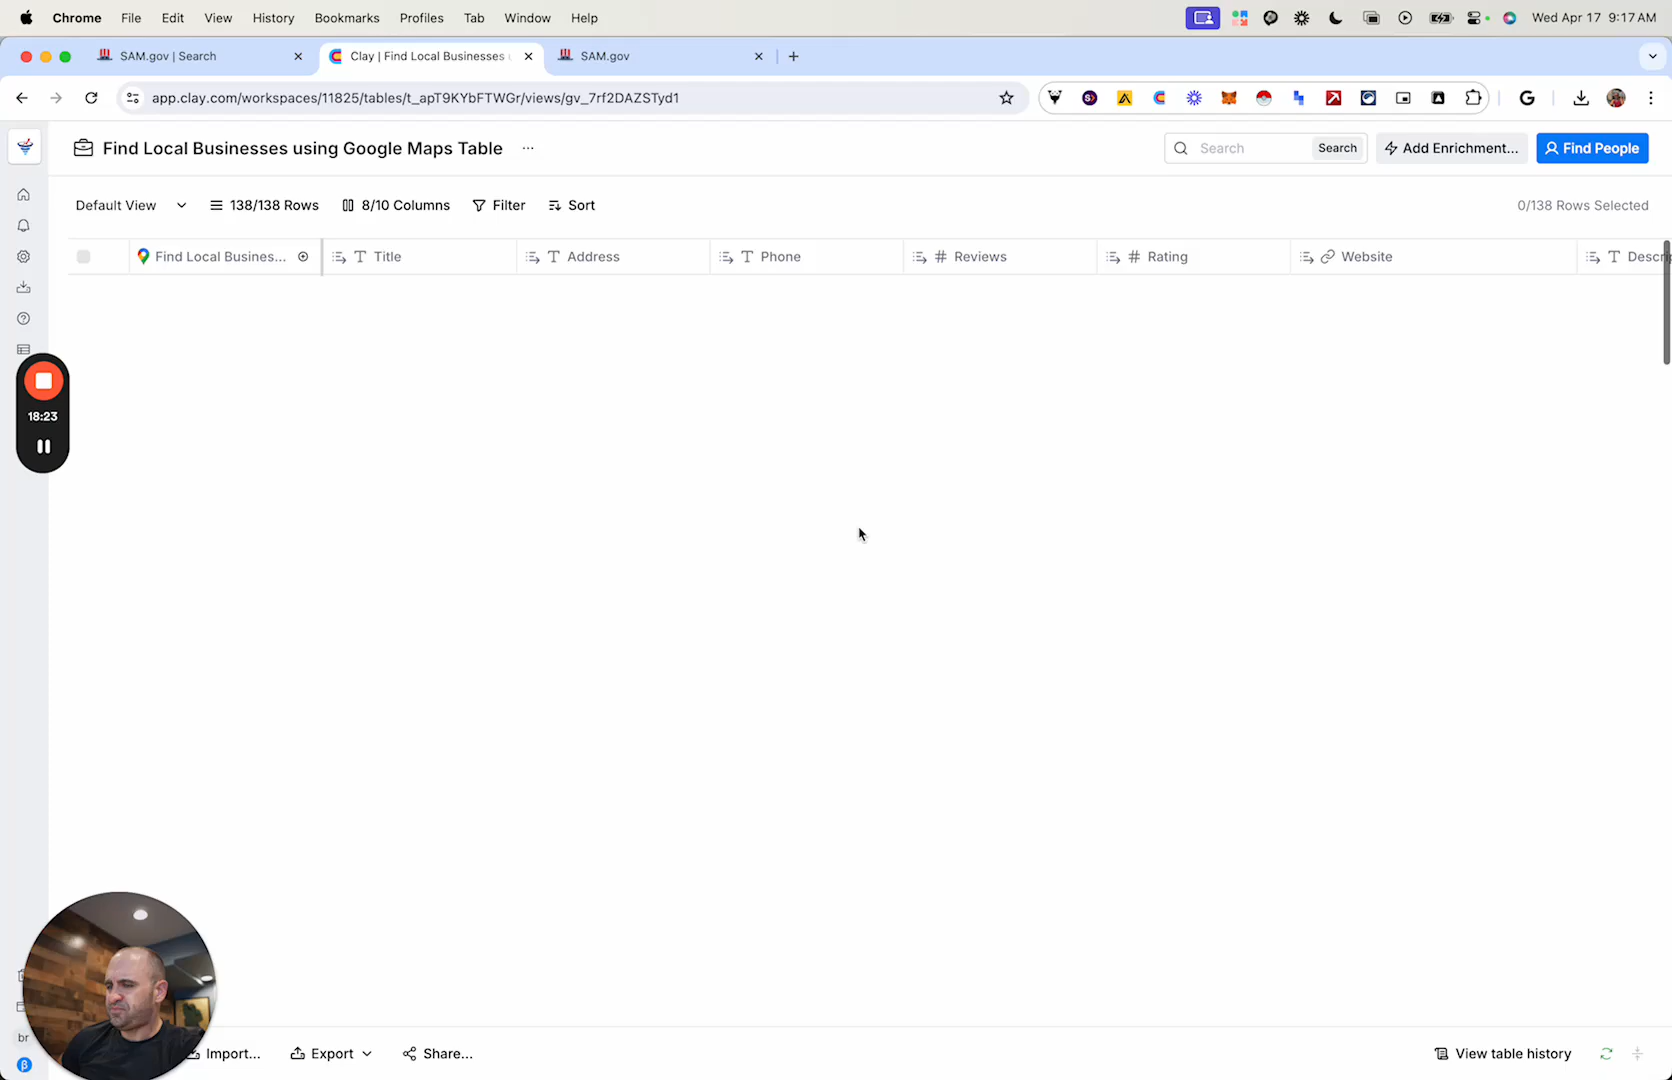 Chrome File Edit View History Bookmarks Profiles Tab Window Help Wed Apr 17 9:17 AM
SAM.gov | Search Clay | Find Local Businesses SAM.gov
app.clay.com/workspaces/11825/tables/t_apT9KYbFTWGr/views/gv_7rf2DAZSTyd1
Find Local Businesses using Google Maps Table ... Search Search Add Enrichment... Find People
Default View 138/138 Rows 8/10 Columns Filter Sort 0/138 Rows Selected
Find Local Busines... Title Address Phone Reviews Rating Website Descri
18:23
br
Import... Export Share... View table history